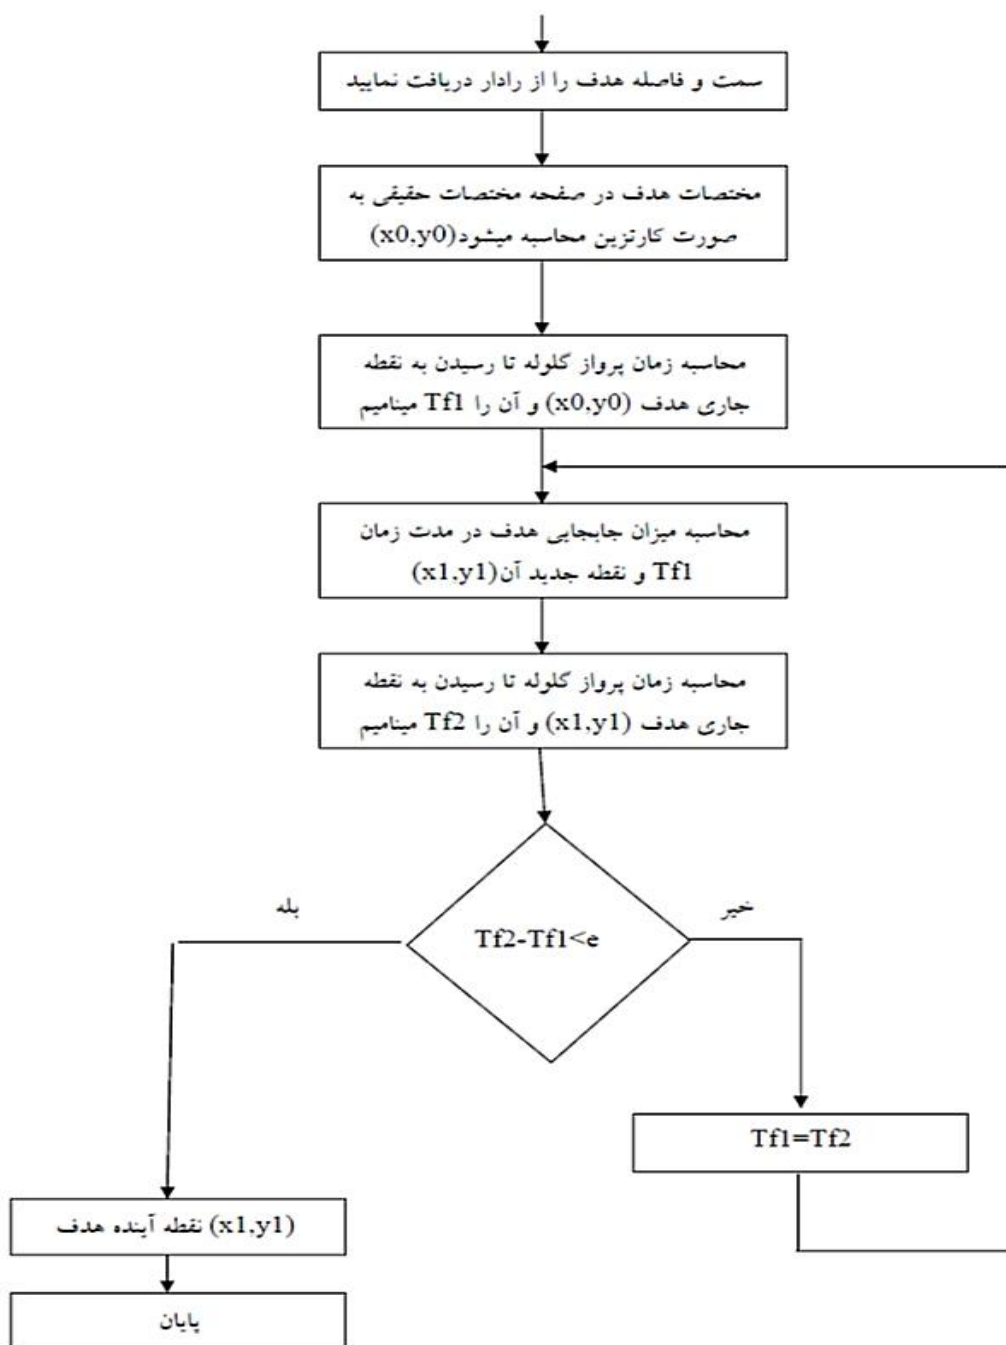 سمت و فاصله هدف را از رادار دریافت نمایید
مختصات هدف در صفحه مختصات حقیقی به
صورت کارتزین محاسبه میشود(x0,y0)
محاسبه زمان پرواز گلوله تا رسیدن به نقطه
جاری هدف (x0,y0) و آن را Tf1 مینامیم
محاسبه میزان جابجایی هدف در مدت زمان
Tf1 و نقطه جدید آن(x1,y1)
محاسبه زمان پرواز گلوله تا رسیدن به نقطه
جاری هدف (x1,y1) و آن را Tf2 مینامیم
خیر
بله
Tf2-Tf1<e
Tf1=Tf2
(x1,y1) نقطه آینده هدف
پایان